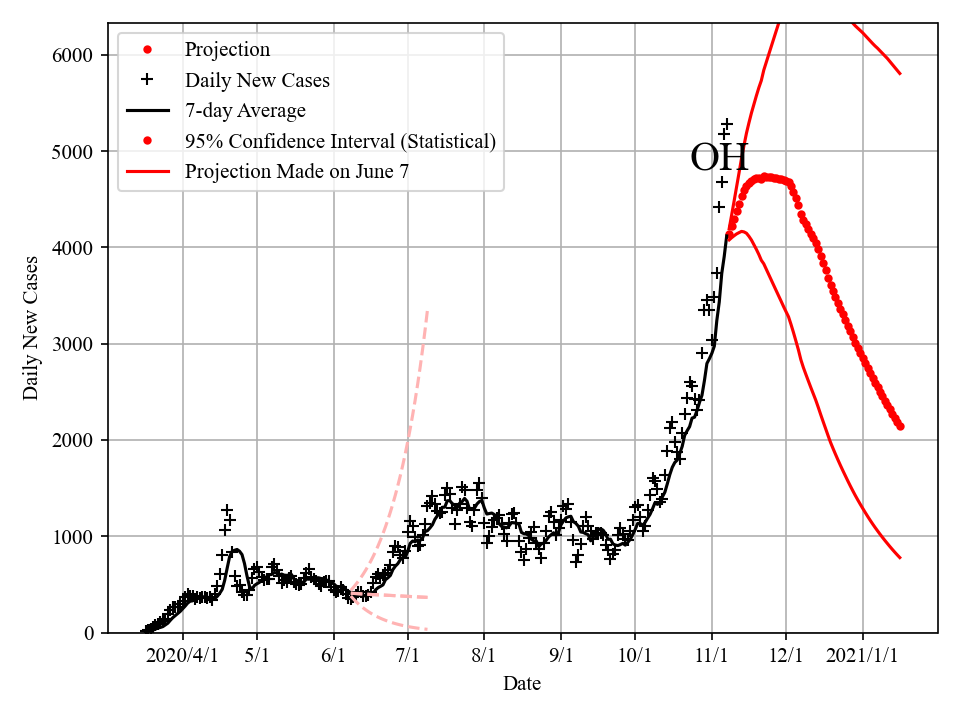 6000
5000
4000
3000
2000
1000
0
Daily New Cases
Projection
Daily New Cases
7-day Average
95% Confidence Interval (Statistical)
Projection Made on June 7
OH
2020/4/1 5/1 6/1 7/1 8/1 9/1 10/1 11/1 12/1 2021/1/1
Date